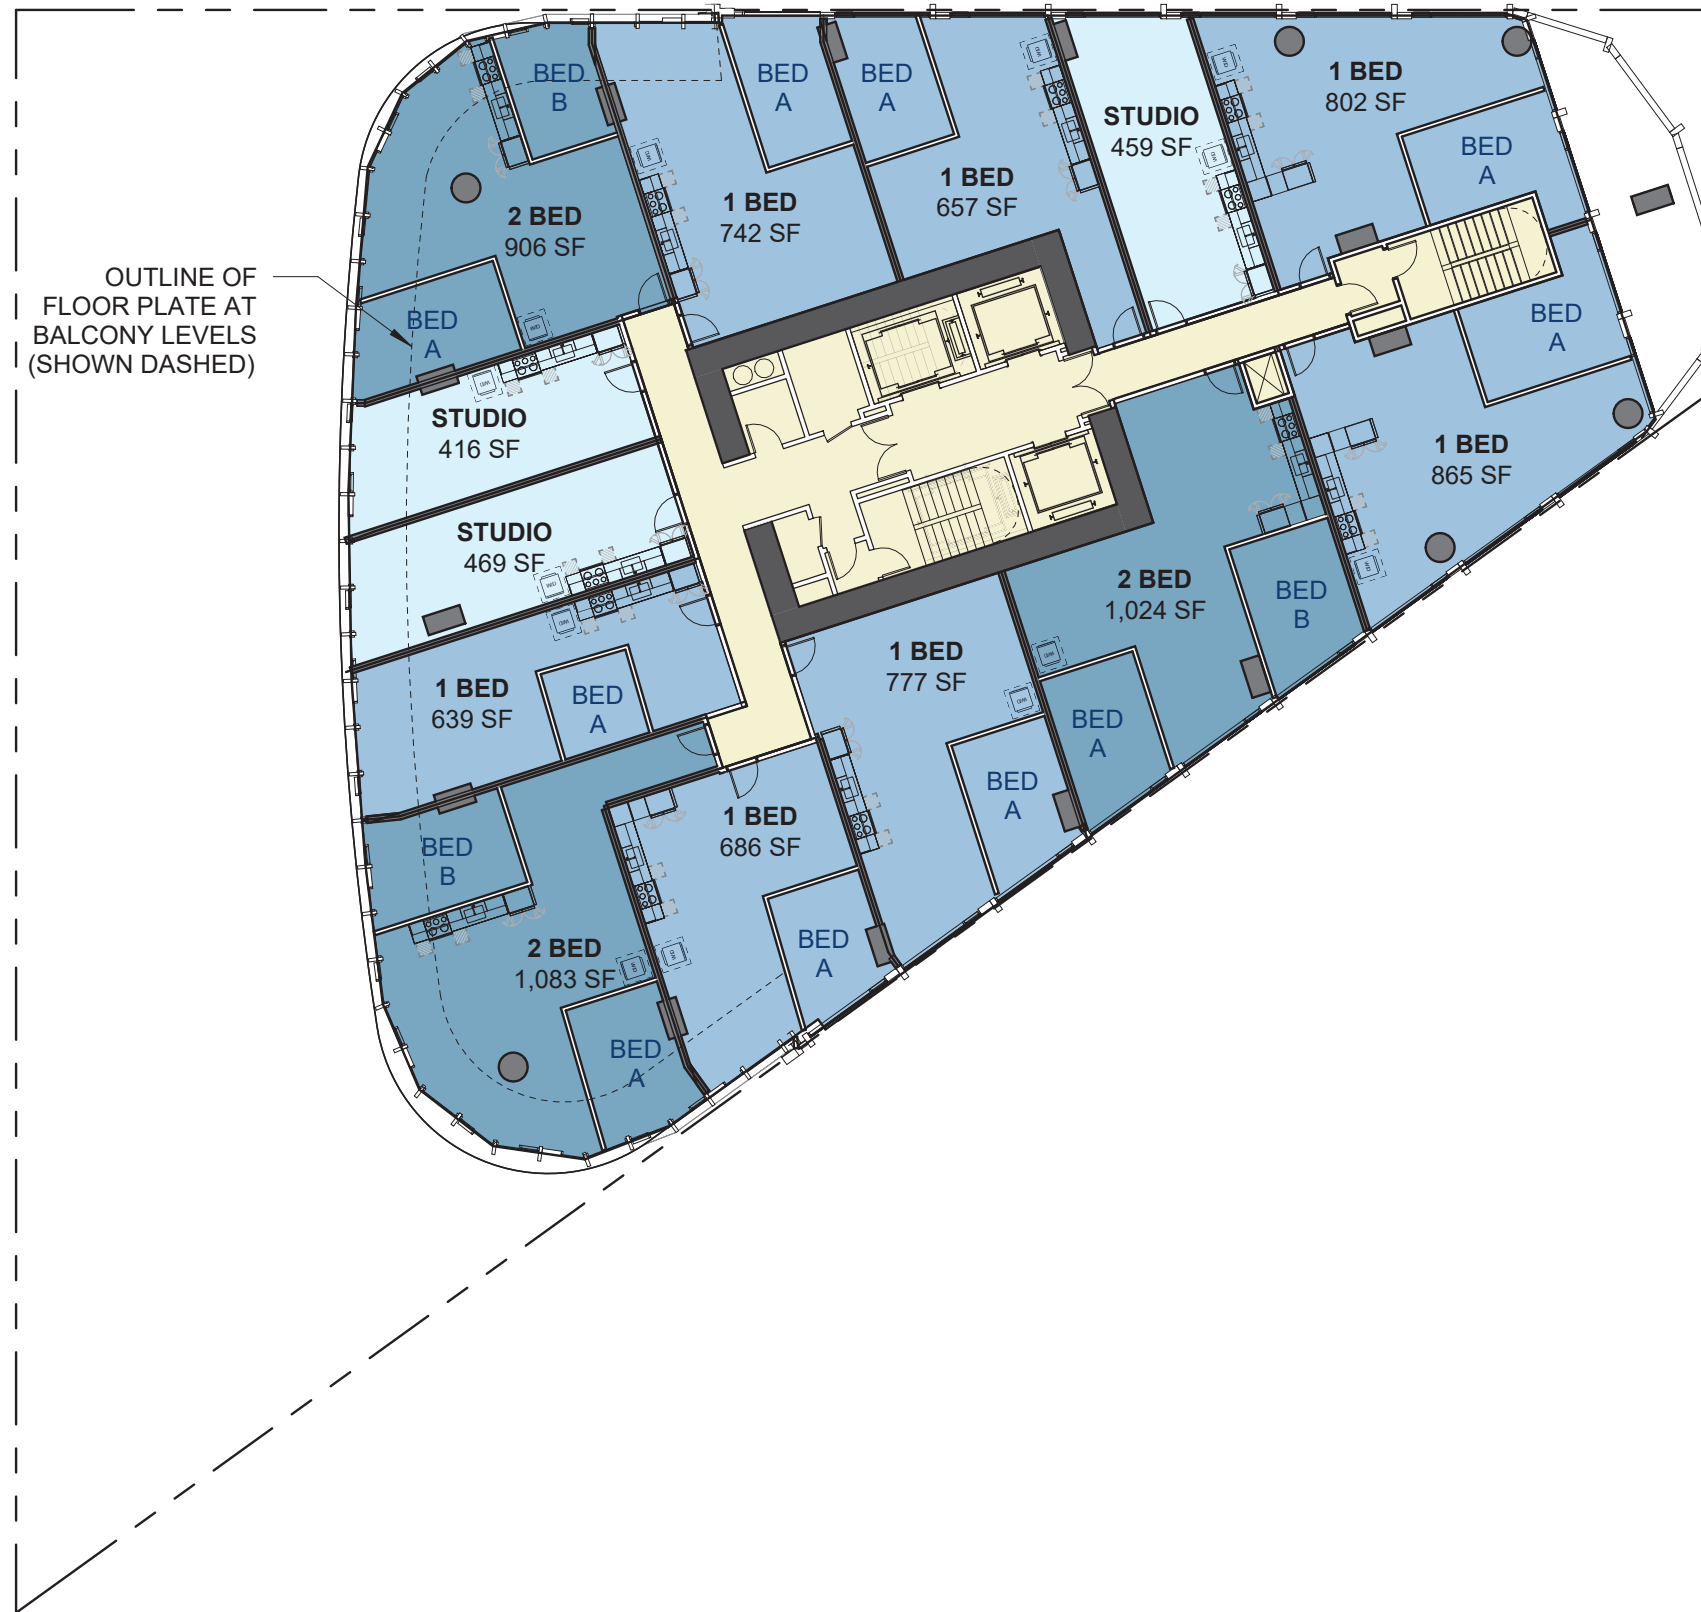 BED
B
BED
A
BED
A
1 BED
802 SF
STUDIO
459 SF
BED
A
1 BED
657 SF
1 BED
742 SF
2 BED
906 SF
OUTLINE OF
FLOOR PLATE AT
BALCONY LEVELS
(SHOWN DASHED)
BED
A
BED
A
STUDIO
416 SF
1 BED
865 SF
STUDIO
469 SF
2 BED
1,024 SF
BED
B
1 BED
777 SF
1 BED
639 SF
BED
A
BED
A
BED
A
1 BED
686 SF
BED
B
2 BED
1,083 SF
BED
A
BED
A
W/D
W/D
W/D
W/D
W/D
W/D
W/D
W/D
W/D
W/D
W/D
W/D
W/D
W/D